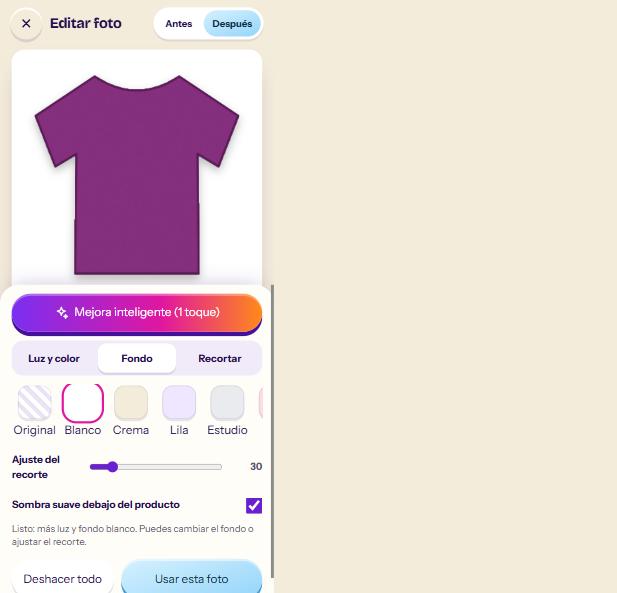 Editar foto
Antes
Después
Mejora inteligente (1 toque)
Luz y color
Fondo
Recortar
Original
Blanco
Crema
Lila
Estudio
Ajuste del
recorte
30
Sombra suave debajo del producto
Listo: más luz y fondo blanco. Puedes cambiar el fondo o
ajustar el recorte.
Deshacer todo
Usar esta foto